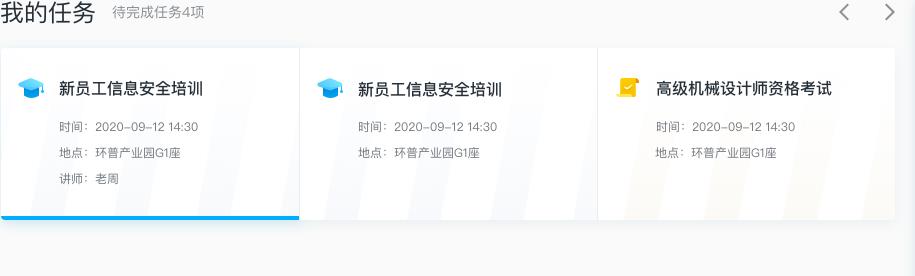 我的任务 待完成任务4项
新员工信息安全培训
时间：2020-09-12 14:30
地点：环普产业园G1座
讲师：老周
新员工信息安全培训
时间：2020-09-12 14:30
地点：环普产业园G1座
高级机械设计师资格考试
时间：2020-09-12 14:30
地点：环普产业园G1座